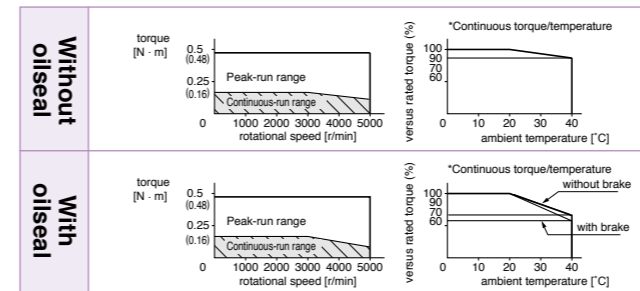 Without
oilseal
torque
[N · m]
0.5
(0.48)
0.25
(0.16)
Peak-run range
Continuous-run range
0 1000 2000 3000 4000 5000
rotational speed [r/min]
versus rated torque (%)
*Continuous torque/temperature
100
90
70
60
0 10 20 30 40
ambient temperature [˚C]
With
oilseal
torque
[N · m]
0.5
(0.48)
0.25
(0.16)
Peak-run range
Continuous-run range
0 1000 2000 3000 4000 5000
rotational speed [r/min]
versus rated torque (%)
*Continuous torque/temperature
without brake
100
90
70
60
with brake
0 10 20 30 40
ambient temperature [˚C]